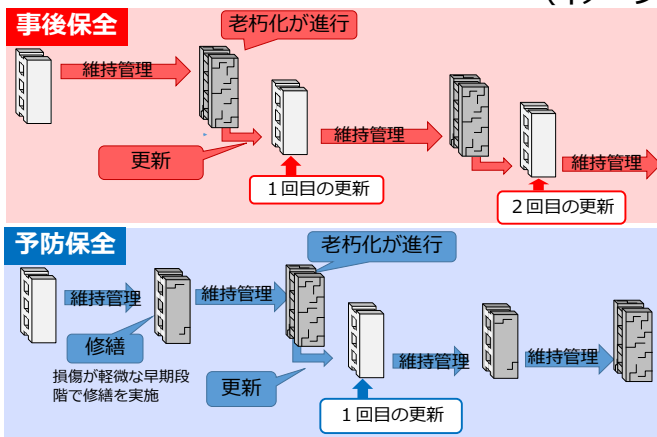 (イメージ
事後保全
老朽化が進行
維持管理
維持管理
維持管理
更新
1回目の更新
2回目の更新
予防保全
老朽化が進行
維持管理
維持管理
修繕
損傷が軽微な早期段
階で修繕を実施
更新
維持管理
維持管理
1回目の更新